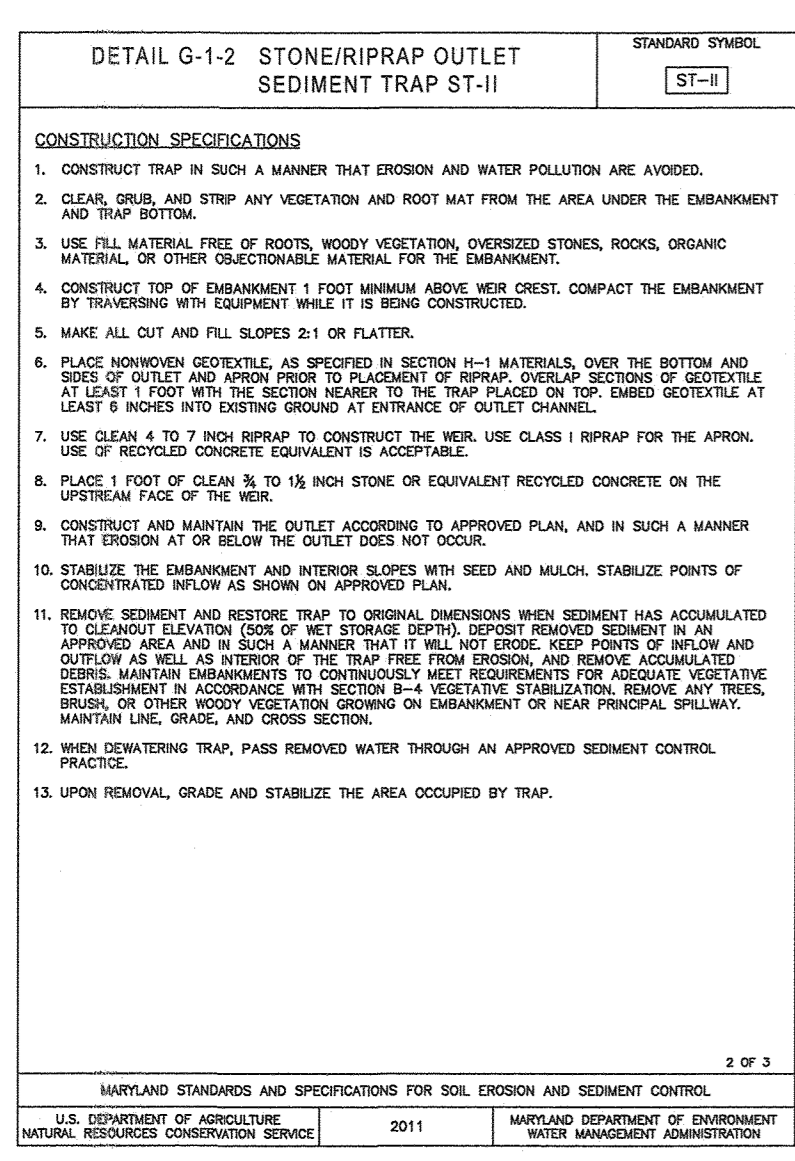 DETAIL G-1-2 STONE/RIPRAP OUTLET
SEDIMENT TRAP ST-II
STANDARD SYMBOL
ST-II
CONSTRUCTION SPECIFICATIONS
1. CONSTRUCT TRAP IN SUCH A MANNER THAT EROSION AND WATER POLLUTION ARE AVOIDED.
2. CLEAR, GRUB, AND STRIP ANY VEGETATION AND ROOT MAT FROM THE AREA UNDER THE EMBANKMENT
AND TRAP BOTTOM.
3. USE FILL MATERIAL FREE OF ROOTS, WOODY VEGETATION, OVERSIZED STONES, ROCKS, ORGANIC
MATERIAL, OR OTHER OBJECTIONABLE MATERIAL FOR THE EMBANKMENT.
4. CONSTRUCT TOP OF EMBANKMENT 1 FOOT MINIMUM ABOVE WEIR CREST. COMPACT THE EMBANKMENT
BY TRAVERSING WITH EQUIPMENT WHILE IT IS BEING CONSTRUCTED.
5. MAKE ALL CUT AND FILL SLOPES 2:1 OR FLATTER.
6. PLACE NONWOVEN GEOTEXTILE, AS SPECIFIED IN SECTION H-1 MATERIALS, OVER THE BOTTOM AND
SIDES OF OUTLET AND APRON PRIOR TO PLACEMENT OF RIPRAP. OVERLAP SECTIONS OF GEOTEXTILE
AT LEAST 1 FOOT WITH THE SECTION NEARER TO THE TRAP PLACED ON TOP. EMBED GEOTEXTILE AT
LEAST 6 INCHES INTO EXISTING GROUND AT ENTRANCE OF OUTLET CHANNEL.
7. USE CLEAN 4 TO 7 INCH RIPRAP TO CONSTRUCT THE WEIR. USE CLASS I RIPRAP FOR THE APRON.
USE OF RECYCLED CONCRETE EQUIVALENT IS ACCEPTABLE.
8. PLACE 1 FOOT OF CLEAN ¾ TO 1½ INCH STONE OR EQUIVALENT RECYCLED CONCRETE ON THE
UPSTREAM FACE OF THE WEIR.
9. CONSTRUCT AND MAINTAIN THE OUTLET ACCORDING TO APPROVED PLAN, AND IN SUCH A MANNER
THAT EROSION AT OR BELOW THE OUTLET DOES NOT OCCUR.
10. STABILIZE THE EMBANKMENT AND INTERIOR SLOPES WITH SEED AND MULCH. STABILIZE POINTS OF
CONCENTRATED INFLOW AS SHOWN ON APPROVED PLAN.
11. REMOVE SEDIMENT AND RESTORE TRAP TO ORIGINAL DIMENSIONS WHEN SEDIMENT HAS ACCUMULATED
TO CLEANOUT ELEVATION (50% OF WET STORAGE DEPTH). DEPOSIT REMOVED SEDIMENT IN AN
APPROVED AREA AND IN SUCH A MANNER THAT IT WILL NOT ERODE. KEEP POINTS OF INFLOW AND
OUTFLOW AS WELL AS INTERIOR OF THE TRAP FREE FROM EROSION, AND REMOVE ACCUMULATED
DEBRIS. MAINTAIN EMBANKMENTS TO CONTINUOUSLY MEET REQUIREMENTS FOR ADEQUATE VEGETATIVE
ESTABLISHMENT IN ACCORDANCE WITH SECTION B-4 VEGETATIVE STABILIZATION. REMOVE ANY TREES,
BRUSH, OR OTHER WOODY VEGETATION GROWING ON EMBANKMENT OR NEAR PRINCIPAL SPILLWAY.
MAINTAIN LINE, GRADE, AND CROSS SECTION.
12. WHEN DEWATERING TRAP, PASS REMOVED WATER THROUGH AN APPROVED SEDIMENT CONTROL
PRACTICE.
13. UPON REMOVAL, GRADE AND STABILIZE THE AREA OCCUPIED BY TRAP.
2 OF 3
MARYLAND STANDARDS AND SPECIFICATIONS FOR SOIL EROSION AND SEDIMENT CONTROL
U.S. DEPARTMENT OF AGRICULTURE
NATURAL RESOURCES CONSERVATION SERVICE
2011
MARYLAND DEPARTMENT OF ENVIRONMENT
WATER MANAGEMENT ADMINISTRATION